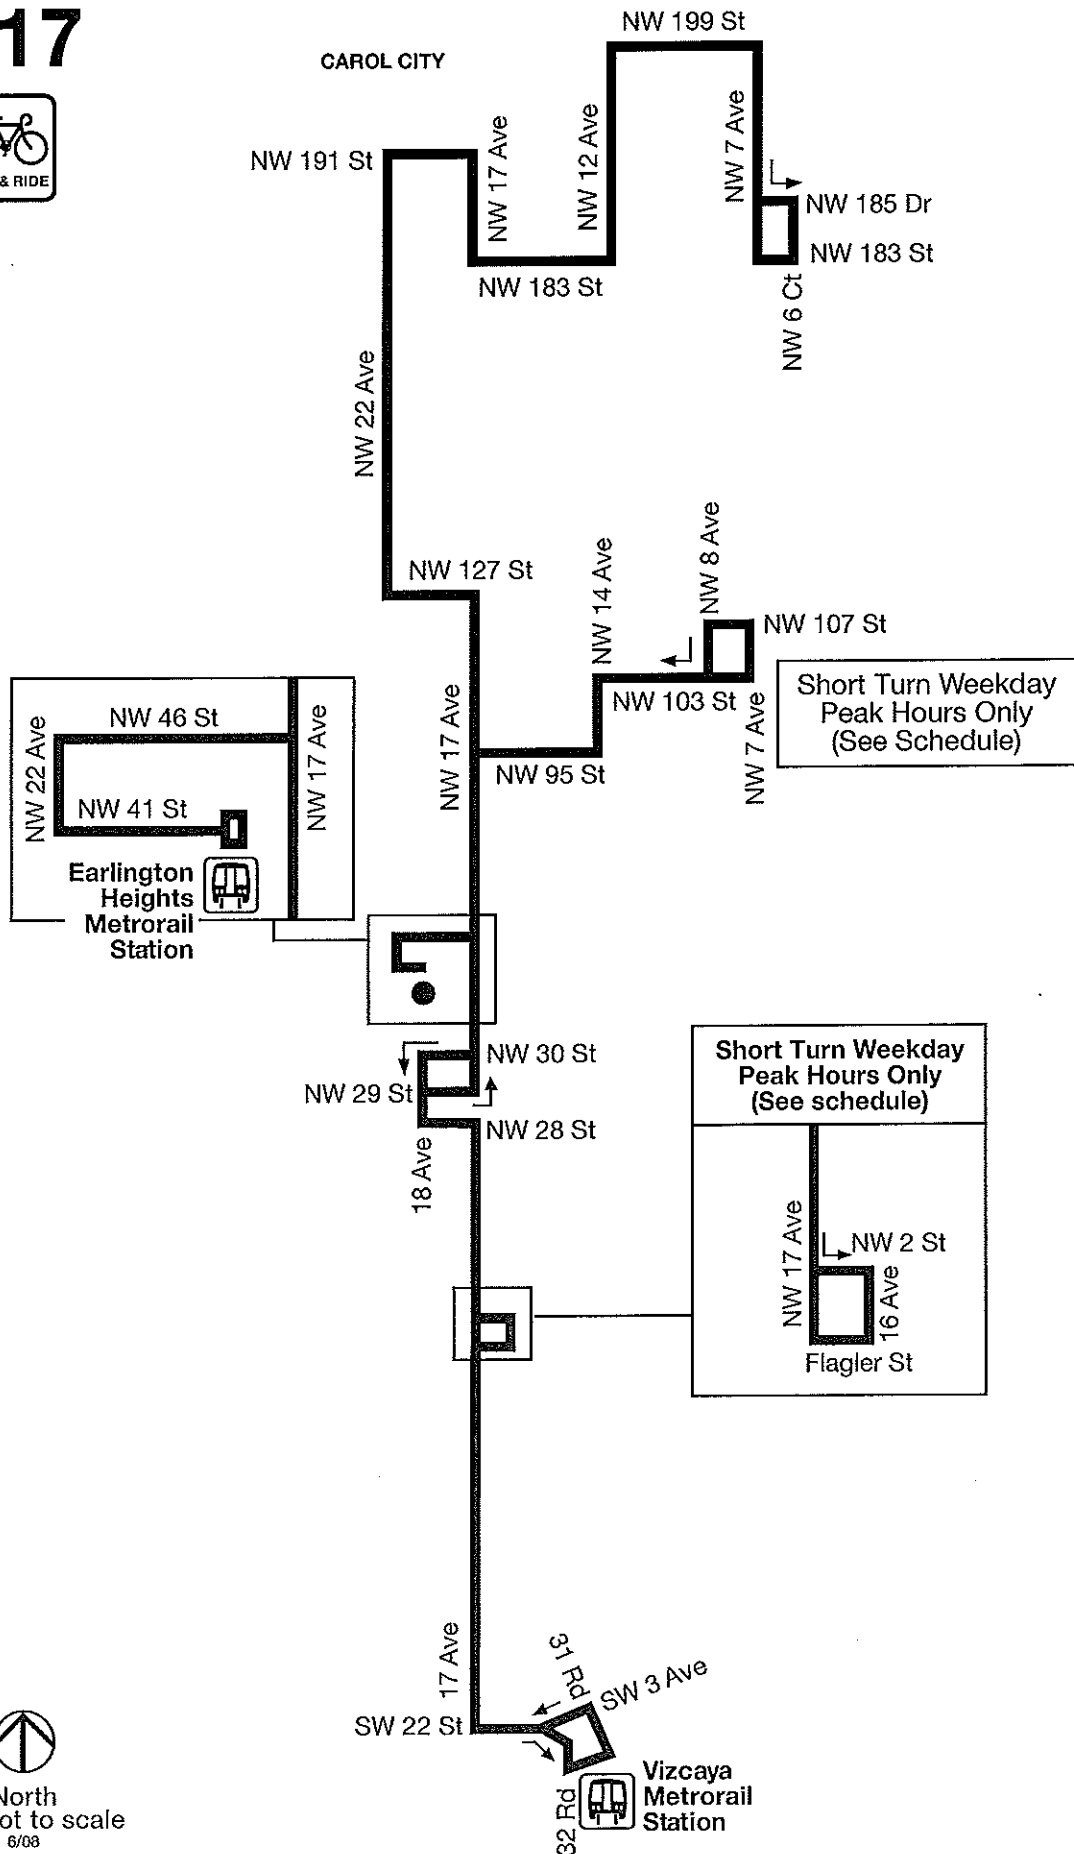 17
& RIDE
CAROL CITY
NW 199 St
NW 191 St
NW 17 Ave
NW 12 Ave
NW 7 Ave
NW 185 Dr
NW 183 St
NW 183 St
NW 6 Ct
NW 22 Ave
NW 127 St
NW 14 Ave
NW 8 Ave
NW 107 St
NW 103 St
NW 7 Ave
NW 95 St
NW 17 Ave
Short Turn Weekday
Peak Hours Only
(See Schedule)
NW 46 St
NW 22 Ave
NW 17 Ave
NW 41 St
Earlington
Heights
Metrorail
Station
NW 30 St
NW 29 St
NW 28 St
18 Ave
Short Turn Weekday
Peak Hours Only
(See schedule)
NW 17 Ave
NW 2 St
16 Ave
Flagler St
17 Ave
31 Rd
SW 3 Ave
SW 22 St
32 Rd
Vizcaya
Metrorail
Station
North
ot to scale
6/08